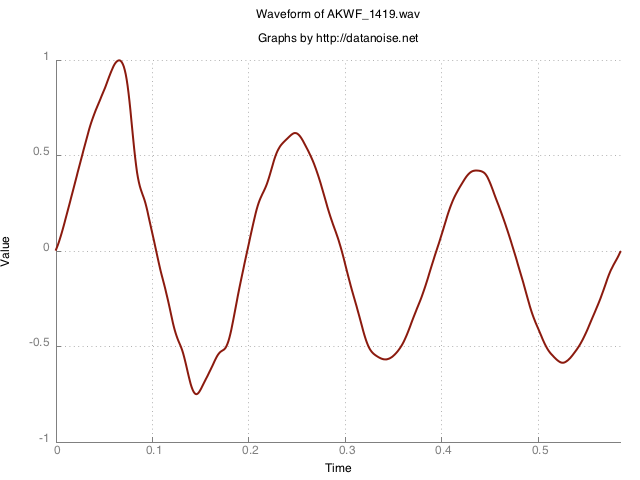 Waveform of AKWF_1419.wav
Graphs by http://datanoise.net
1
0.5
0
-0.5
-1
Value
0 0.1 0.2 0.3 0.4 0.5
Time